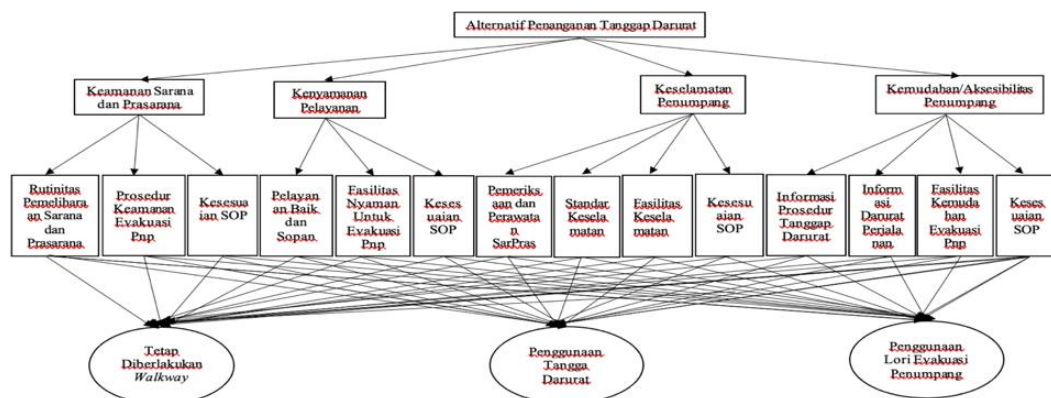 Alternatif Penanganan Tanggap Darurat
Keamanan Sarana
dan Prasarana
Kenyamanan
Pelayanan
Keselamatan
Penumpang
Kemudahan/Aksesibilitas
Penumpang
Rutinitas
Pemelihara
an Sarana
dan
Prasarana
Prosedur
Keamanan
Evakuasi
Pnp
Kesesua
ian SOP
Pelayan
an Baik
dan
Sopan
Fasilitas
Nyaman
Untuk
Evakuasi
Pnp
Keses
uaian
SOP
Pemeriks
aan dan
Perawata
n
SarPras
Standar
Kesela
matan
Fasilitas
Kesela
matan
Kesesu
aian
SOP
Informasi
Prosedur
Tanggap
Darurat
Inform
asi
Darurat
Perjala
nan
Fasilitas
Kemuda
han
Evakuasi
Pnp
Keses
uaian
SOP
Tetap
Diberlakukan
Walkway
Penggunaan
Tangga
Darurat
Penggunaan
Lori Evakuasi
Penumpang